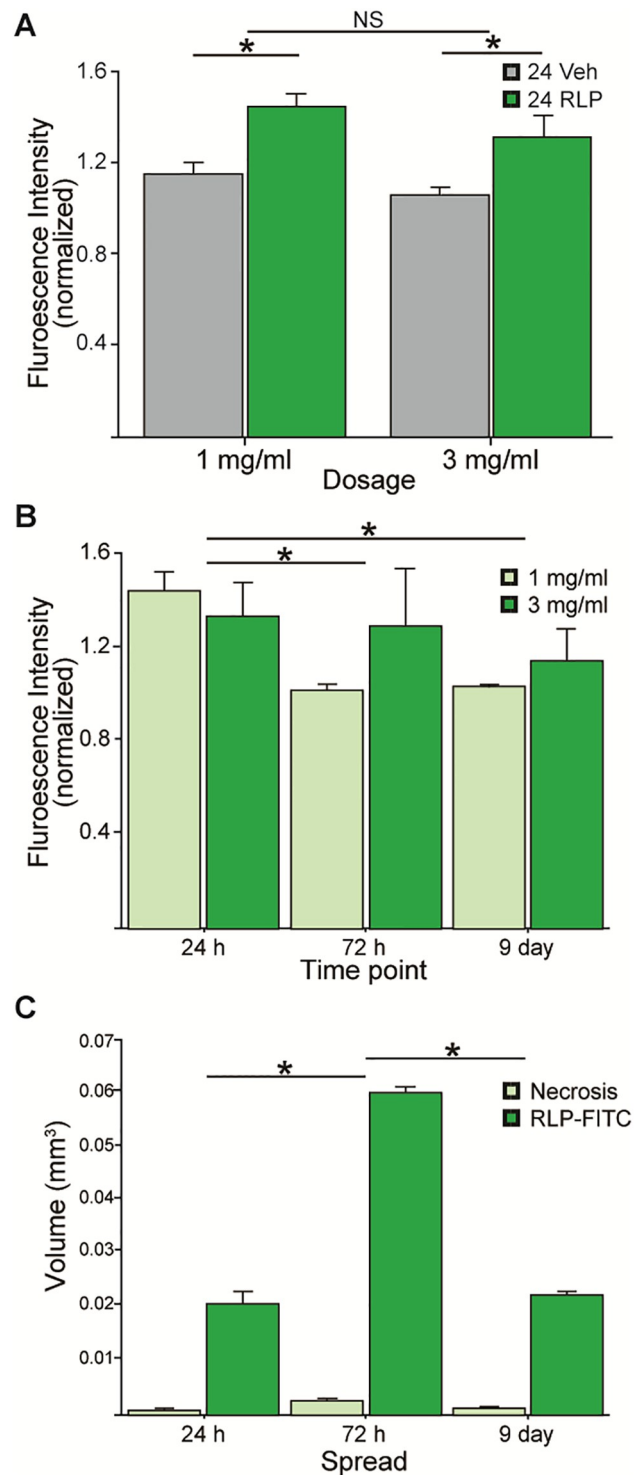 A
NS
* *
1.6
24 Veh
24 RLP
1.2
0.8
0.4
Fluroescence Intensity
(normalized)
1 mg/ml 3 mg/ml
Dosage
B
*
*
1.6
1 mg/ml
3 mg/ml
1.2
0.8
0.4
Fluroescence Intensity
(normalized)
24 h 72 h 9 day
Time point
C
0.07
* *
0.06
Necrosis
RLP-FITC
0.05
0.04
0.03
0.02
0.01
Volume (mm³)
24 h 72 h 9 day
Spread